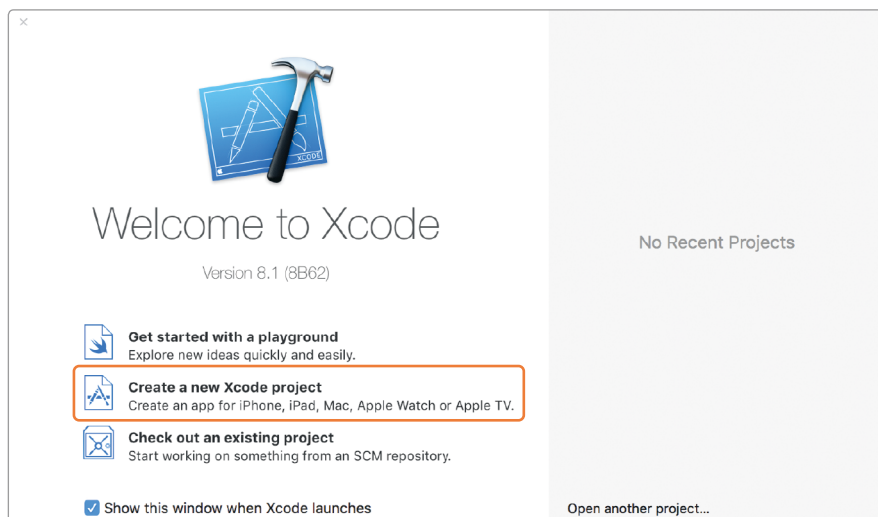 XCODE
Welcome to Xcode
Version 8.1 (8B62)
No Recent Projects
Get started with a playground
Explore new ideas quickly and easily.
Create a new Xcode project
Create an app for iPhone, iPad, Mac, Apple Watch or Apple TV.
Check out an existing project
Start working on something from an SCM repository.
Show this window when Xcode launches
Open another project...